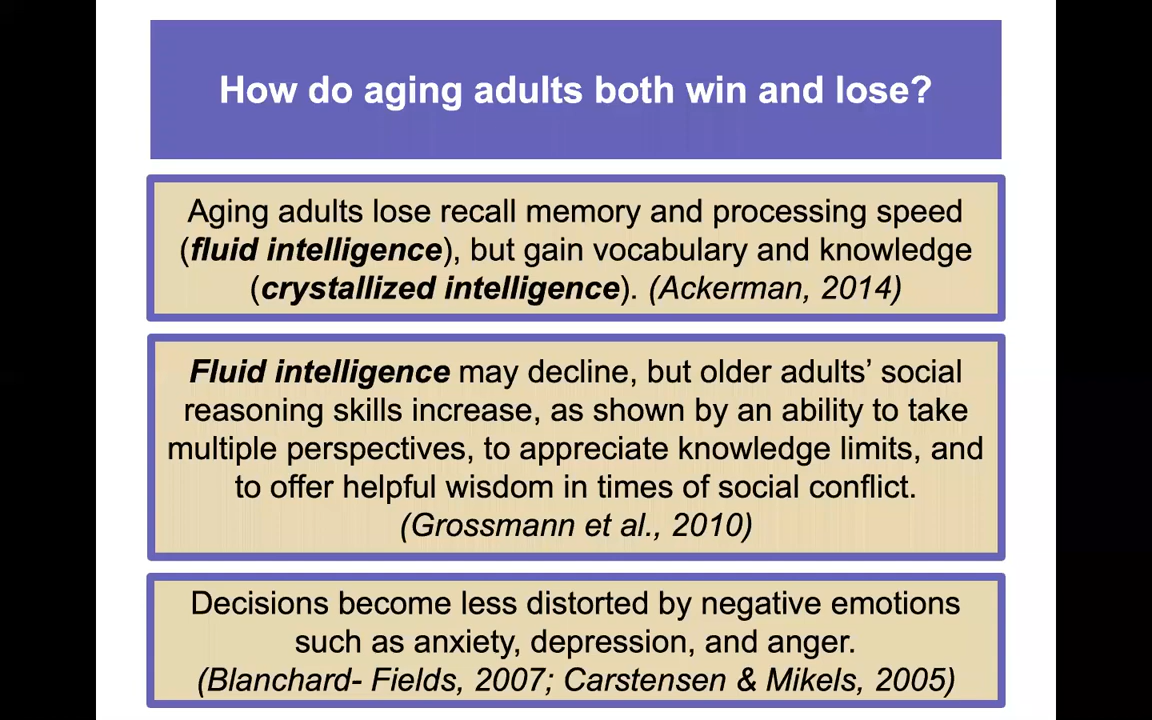 How do aging adults both win and lose?
Aging adults lose recall memory and processing speed
(fluid intelligence), but gain vocabulary and knowledge
(crystallized intelligence). (Ackerman, 2014)
Fluid intelligence may decline, but older adults’ social
reasoning skills increase, as shown by an ability to take
multiple perspectives, to appreciate knowledge limits, and
to offer helpful wisdom in times of social conflict.
(Grossmann et al., 2010)
Decisions become less distorted by negative emotions
such as anxiety, depression, and anger.
(Blanchard- Fields, 2007; Carstensen & Mikels, 2005)